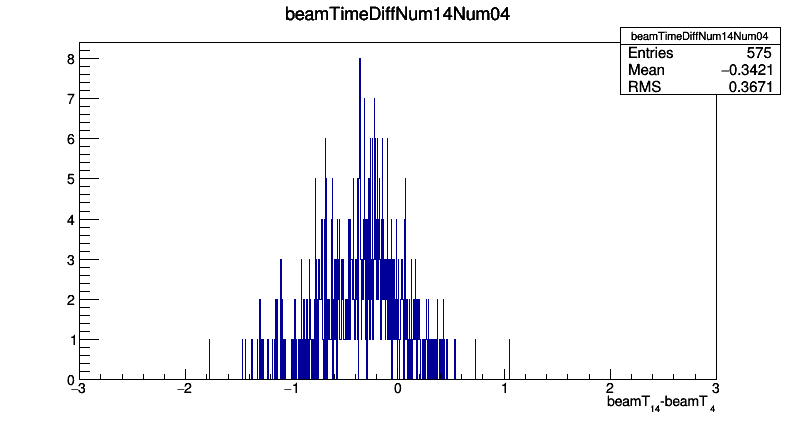 beamTimeDiffNum14Num04
beamTimeDiffNum14Num04
Entries 575
Mean −0.3421
RMS 0.3671
8
7
6
5
4
3
2
1
0
−3 −2 −1 0 1 2 3
beamT14-beamT4